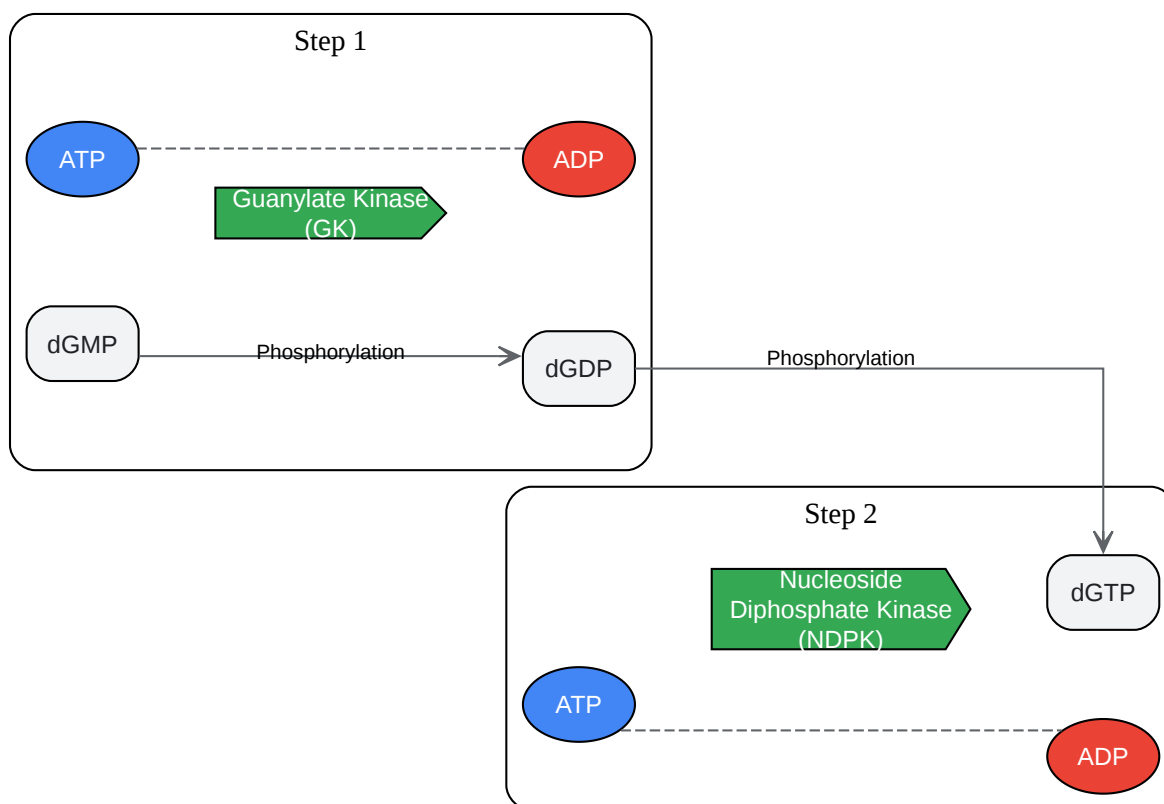 Step 1
ATP
ADP
Guanylate Kinase
(GK)
dGMP
Phosphorylation
dGDP
Phosphorylation
Step 2
Nucleoside
Diphosphate Kinase
(NDPK)
dGTP
ATP
ADP